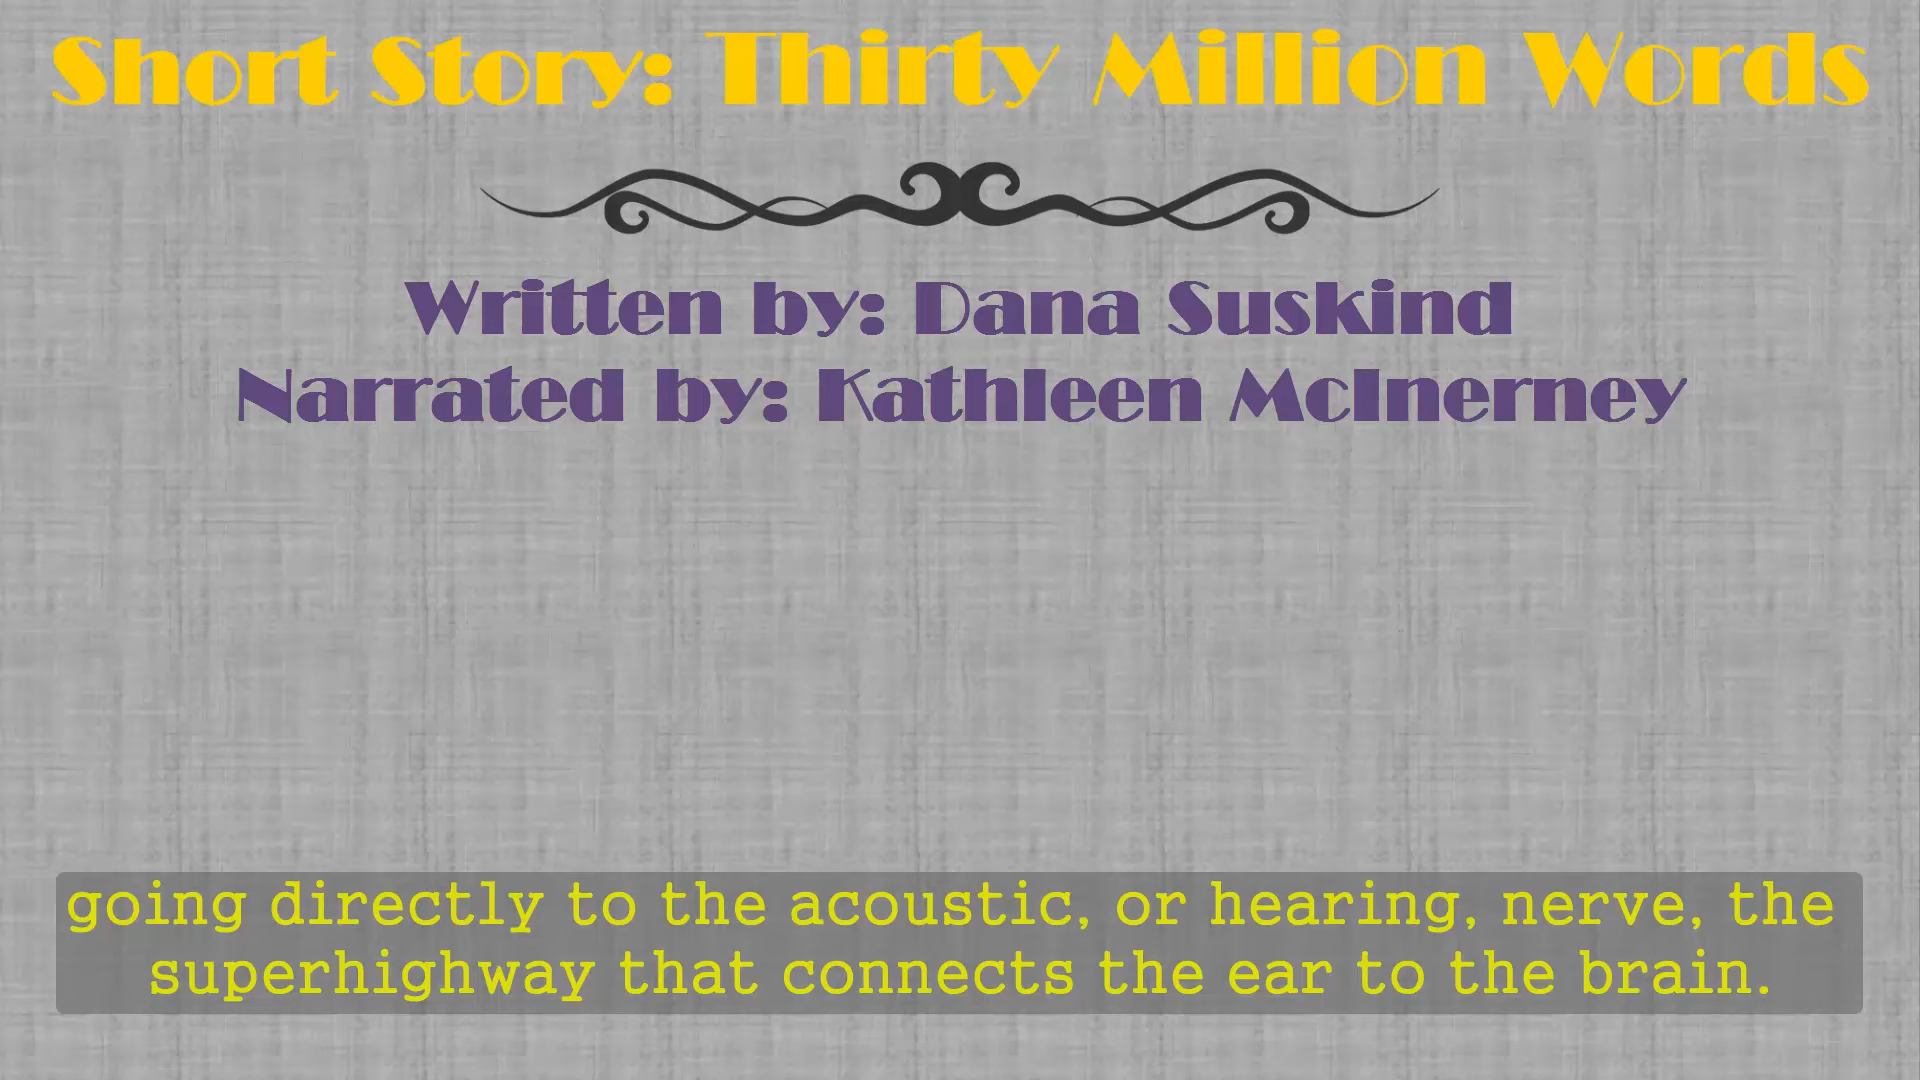 Short Story: Thirty Million Words
Written by: Dana Suskind
Narrated by: Kathleen McInerney
going directly to the acoustic, or hearing, nerve, the
superhighway that connects the ear to the brain.